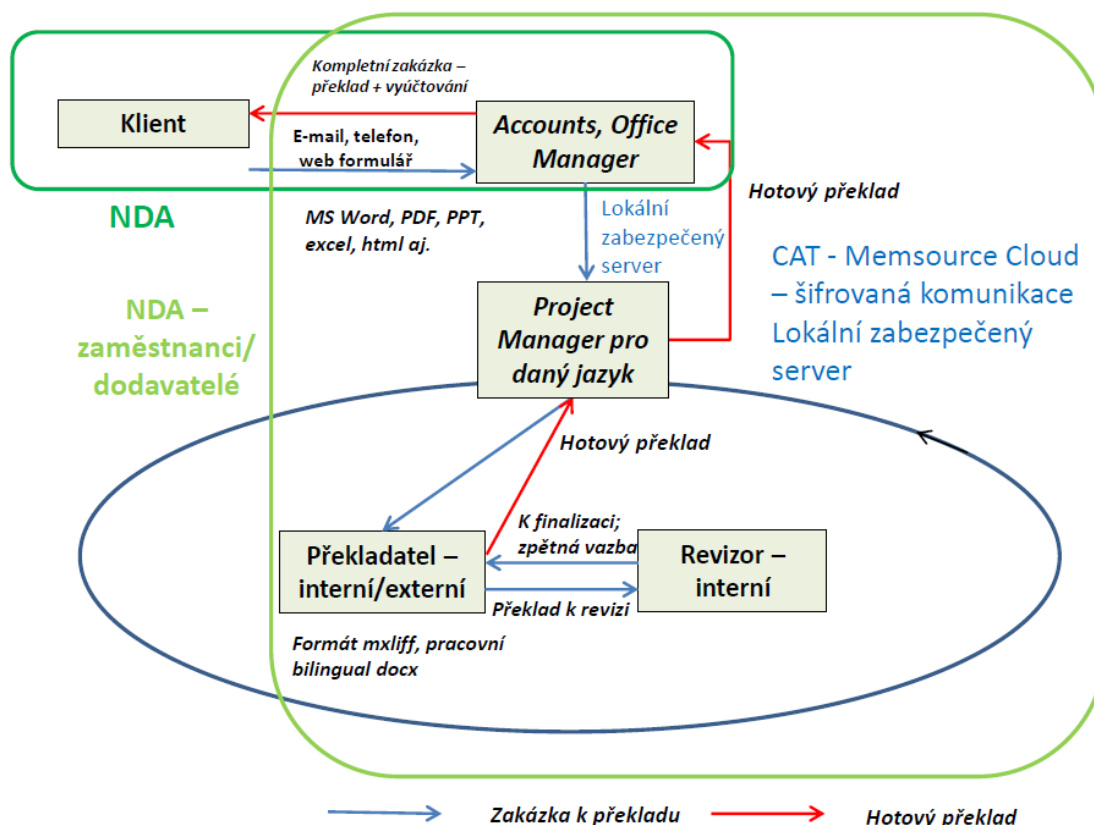 Kompletní zakázka –
překlad + vyúčtování
Klient
Accounts, Office
Manager
E-mail, telefon,
web formulář
Hotový překlad
NDA
MS Word, PDF, PPT,
excel, html aj.
Lokální
zabezpečený
server
CAT - Memsource Cloud
– šifrovaná komunikace
Lokální zabezpečený
server
NDA –
zaměstnanci/
dodavatelé
Project
Manager pro
daný jazyk
Hotový překlad
K finalizaci;
zpětná vazba
Překladatel –
interní/externí
Revizor –
interní
Překlad k revizi
Formát mxliff, pracovní
bilingual docx
Zakázka k překladu
Hotový překlad